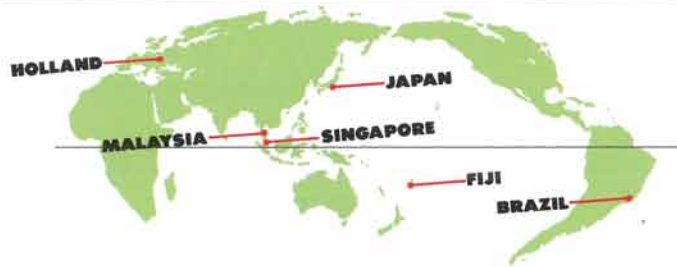 HOLLAND
JAPAN
MALAYSIA
SINGAPORE
FIJI
BRAZIL